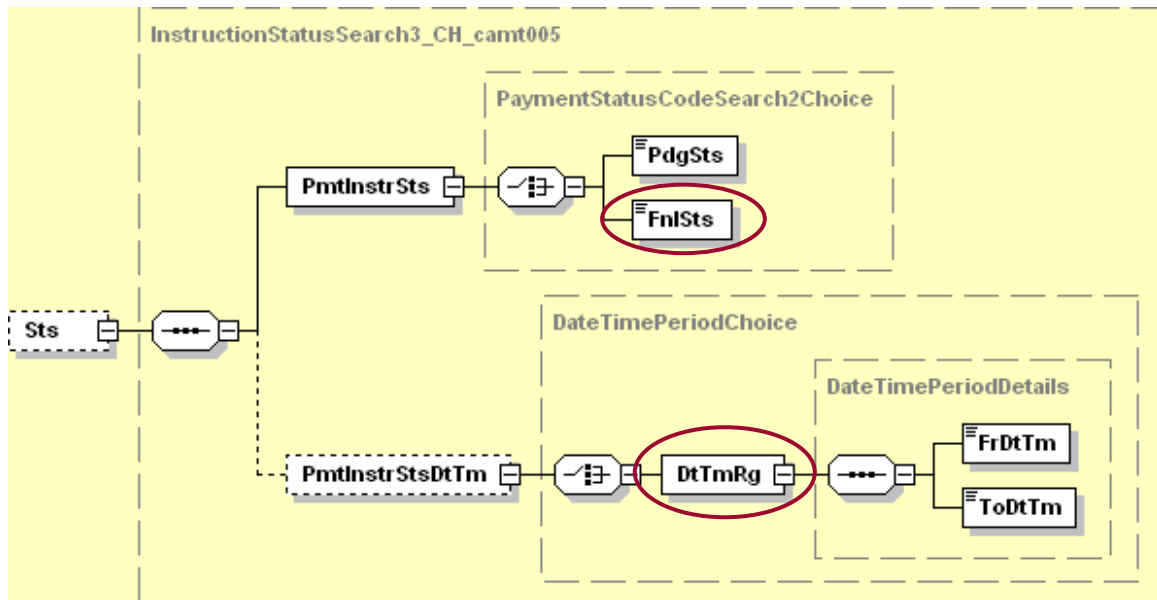 InstructionStatusSearch3_CH_camt005
PaymentStatusCodeSearch2Choice
PdgSts
PmtInstrSts
FnlSts
Sts
DateTimePeriodChoice
DateTimePeriodDetails
FrDtTm
PmtInstrStsDtTm
DtTmRg
ToDtTm